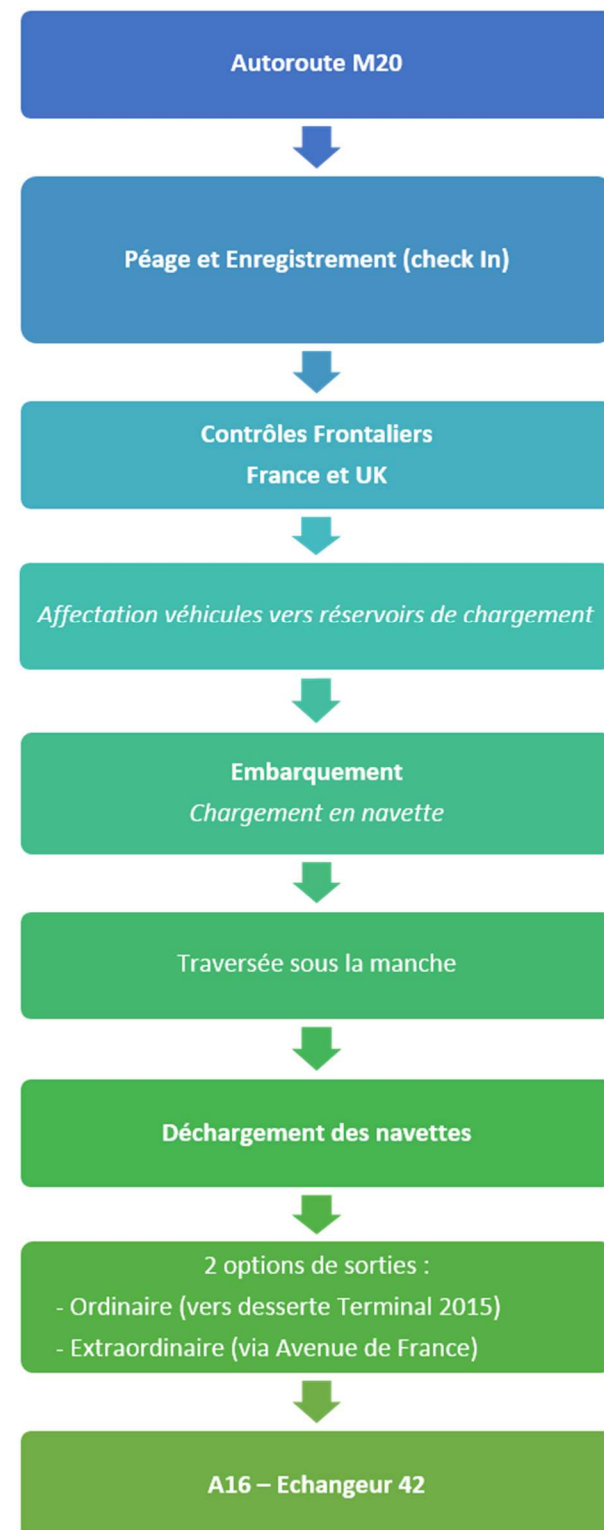 Autoroute M20
Péage et Enregistrement (check In)
Contrôles Frontaliers
France et UK
Affectation véhicules vers réservoirs de chargement
Embarquement
Chargement en navette
Traversée sous la manche
Déchargement des navettes
2 options de sorties :
- Ordinaire (vers desserte Terminal 2015)
- Extraordinaire (via Avenue de France)
A16 – Echangeur 42